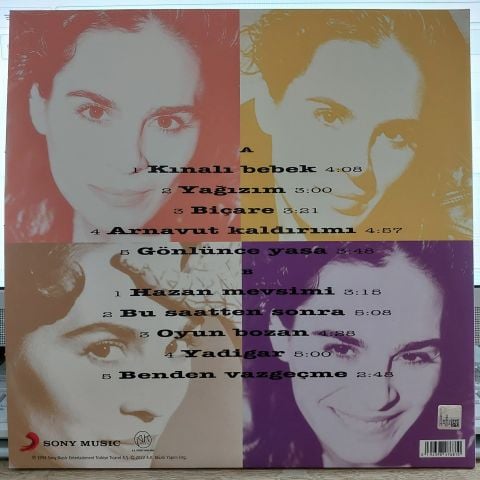 A
1 Kınalı bebek 4:08
2 Yağızım 3:00
3 Biçare 3:21
4 Arnavut kaldırımı 4:57
5 Gönlünce yaşa 3:48
B
1 Hazan mevsimi 3:15
2 Bu saatten sonra 5:08
3 Oyun bozan 4:28
4 Yadigar 5:00
5 Benden vazgeçme 2:48
SONY MUSIC